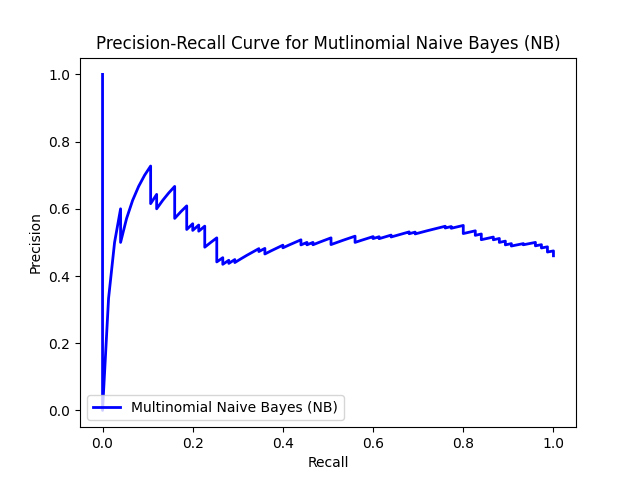 Precision-Recall Curve for Mutlinomial Naive Bayes (NB)
1.0
0.8
0.6
0.4
0.2
0.0
Precision
Multinomial Naive Bayes (NB)
0.0 0.2 0.4 0.6 0.8 1.0
Recall